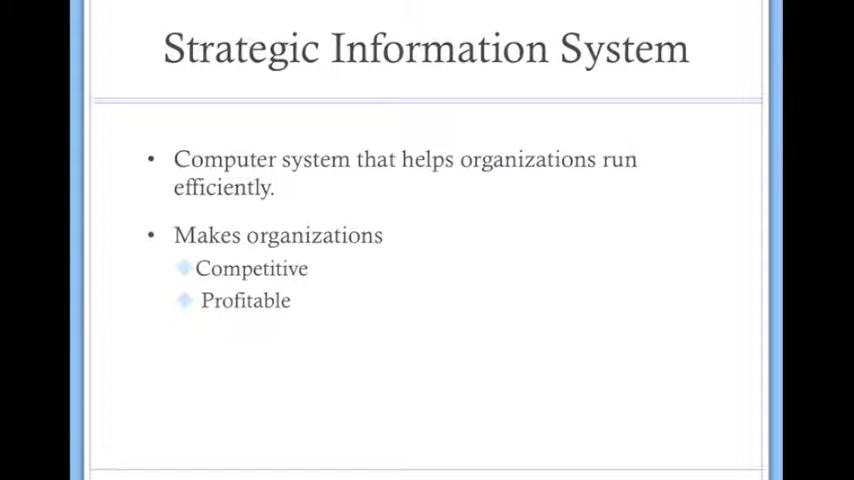 Strategic Information System
• Computer system that helps organizations run
efficiently.
• Makes organizations
Competitive
Profitable